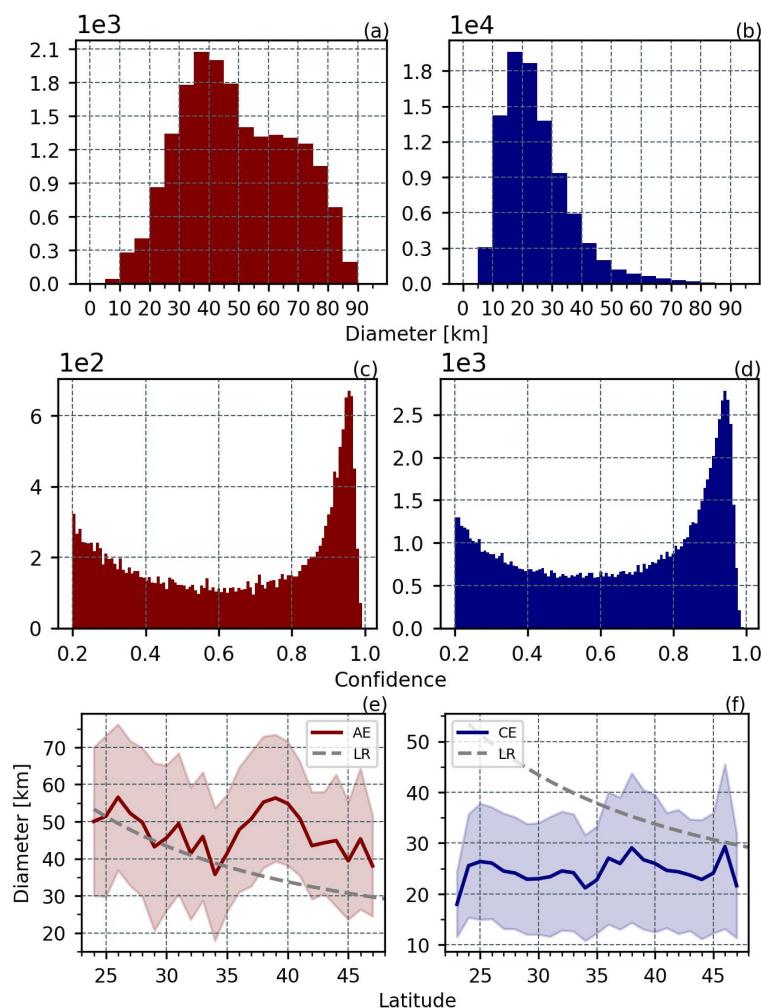 1e3 (a) 1e4 (b)
2.1
1.8
1.5
1.2
0.9
0.6
0.3
0.0
1.8
1.5
1.2
0.9
0.6
0.3
0.0
0 10 20 30 40 50 60 70 80 90
0 10 20 30 40 50 60 70 80 90
Diameter [km]
1e2 (c) 1e3 (d)
6
4
2
0
2.5
2.0
1.5
1.0
0.5
0.0
0.2 0.4 0.6 0.8 1.0
0.2 0.4 0.6 0.8 1.0
Confidence
(e) (f)
Diameter [km]
70
60
50
40
30
20
AE
LR
50
40
30
20
10
CE
LR
25 30 35 40 45
25 30 35 40 45
Latitude